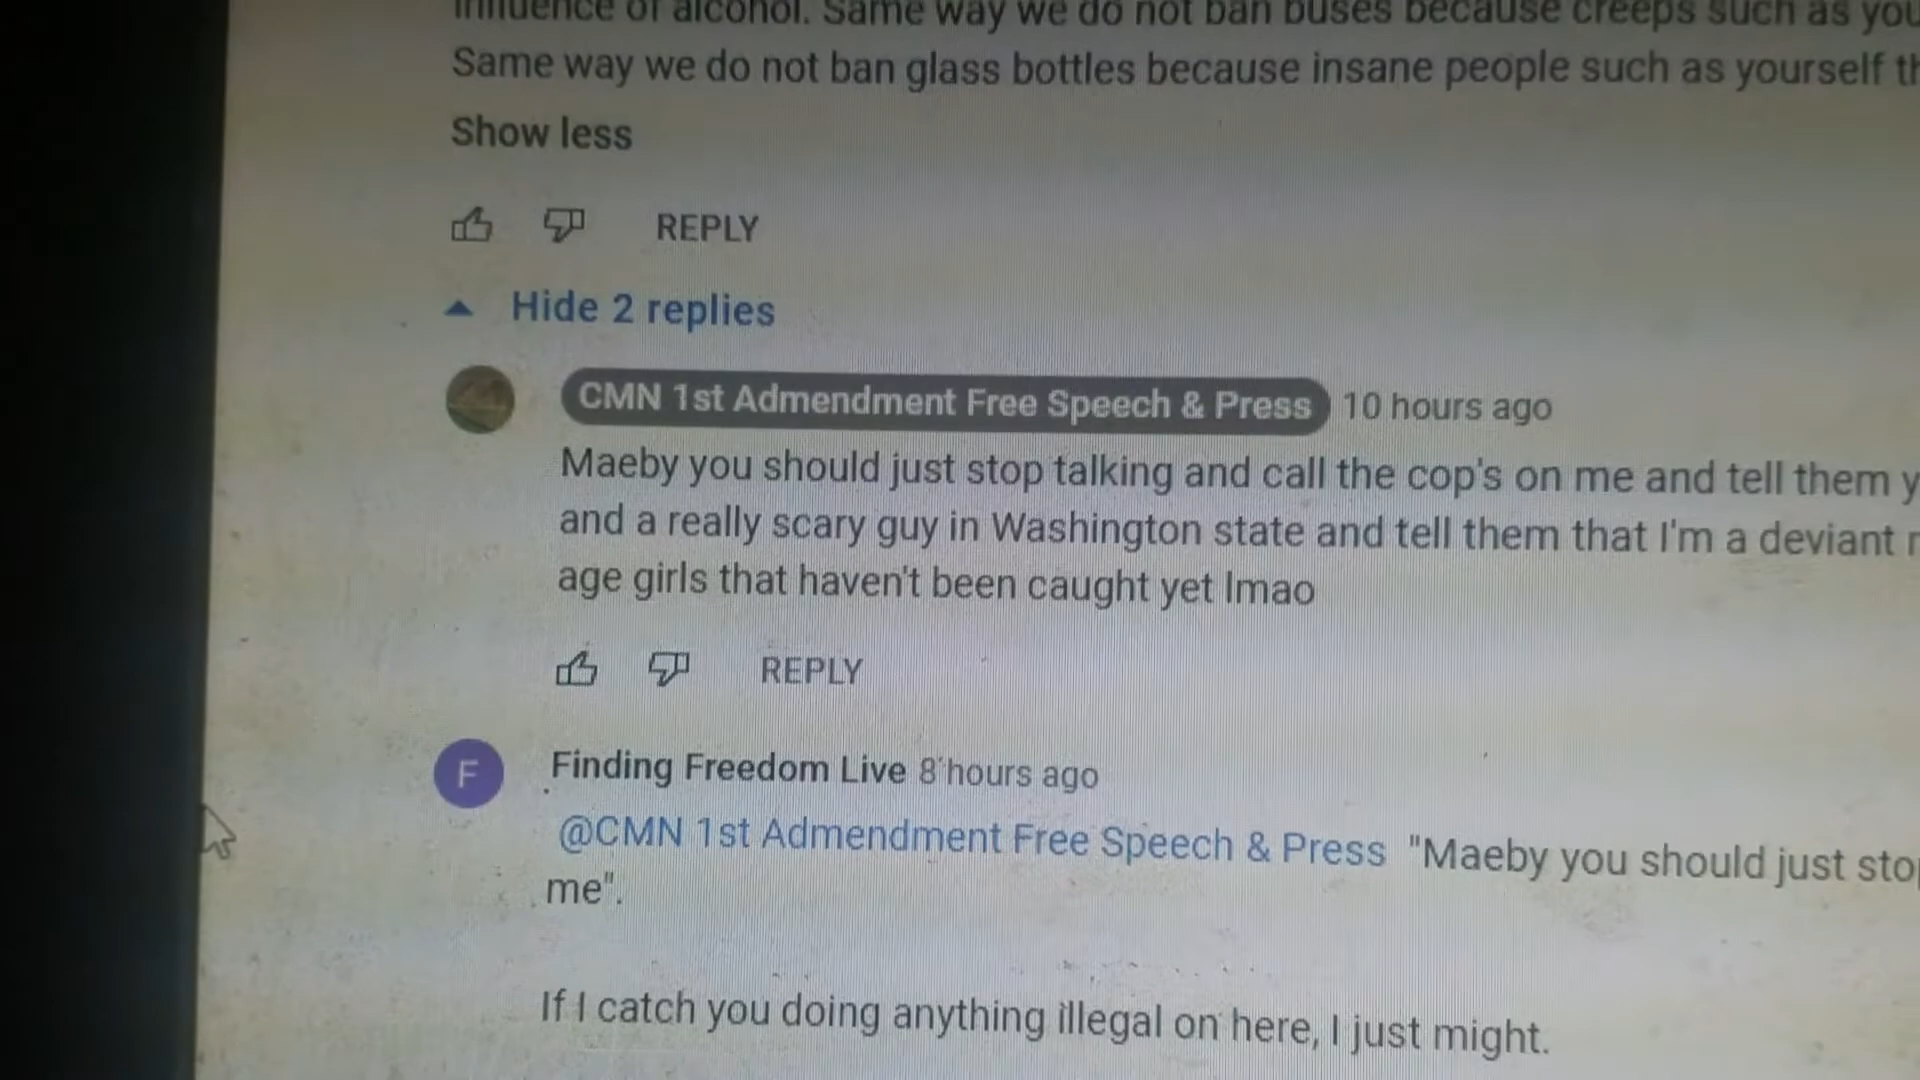 influence of alcohol. Same way we do not ban buses because creeps such as you
Same way we do not ban glass bottles because insane people such as yourself
Show less
REPLY
Hide 2 replies
CMN 1st Admendment Free Speech & Press 10 hours ago
Maeby you should just stop talking and call the cop's on me and tell them
and a really scary guy in Washington state and tell them that I'm a deviant
age girls that haven't been caught yet lmao
REPLY
F
Finding Freedom Live 8 hours ago
@CMN 1st Admendment Free Speech & Press "Maeby you should just
me".
If I catch you doing anything illegal on here, I just might.